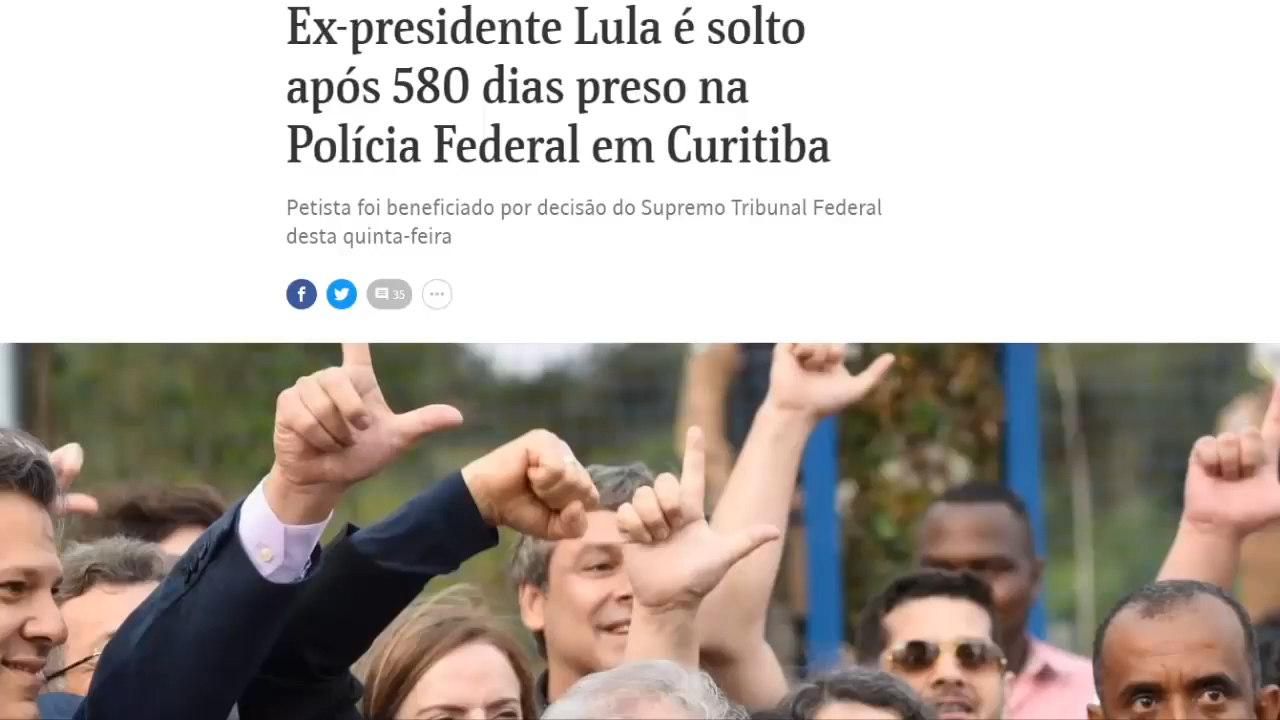 Ex-presidente Lula é solto
após 580 dias preso na
Polícia Federal em Curitiba
Petista foi beneficiado por decisão do Supremo Tribunal Federal
desta quinta-feira
35